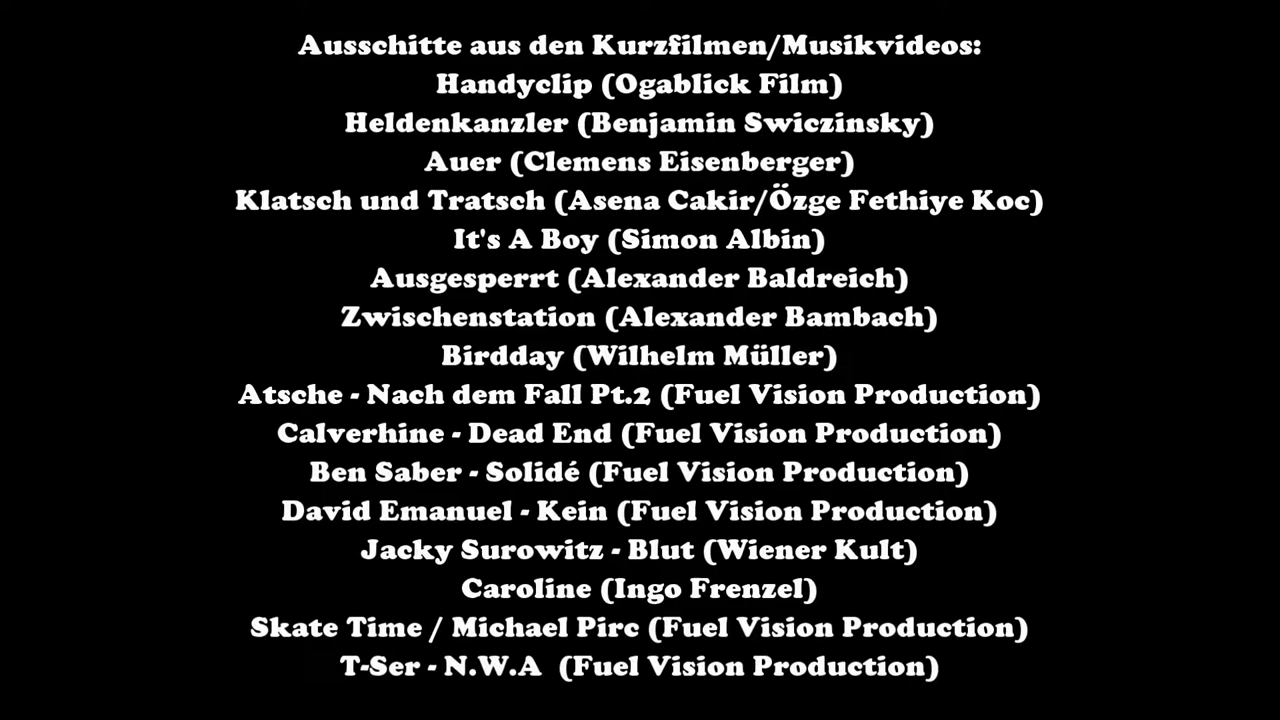 Ausschitte aus den Kurzfilmen/Musikvideos:
Handyclip (Ogablick Film)
Heldenkanzler (Benjamin Swiczinsky)
Auer (Clemens Eisenberger)
Klatsch und Tratsch (Asena Cakir/Özge Fethiye Koc)
It's A Boy (Simon Albin)
Ausgesperrt (Alexander Baldreich)
Zwischenstation (Alexander Bambach)
Birdday (Wilhelm Müller)
Atsche - Nach dem Fall Pt.2 (Fuel Vision Production)
Calverhine - Dead End (Fuel Vision Production)
Ben Saber - Solidé (Fuel Vision Production)
David Emanuel - Kein (Fuel Vision Production)
Jacky Surowitz - Blut (Wiener Kult)
Caroline (Ingo Frenzel)
Skate Time / Michael Pirc (Fuel Vision Production)
T-Ser - N.W.A  (Fuel Vision Production)